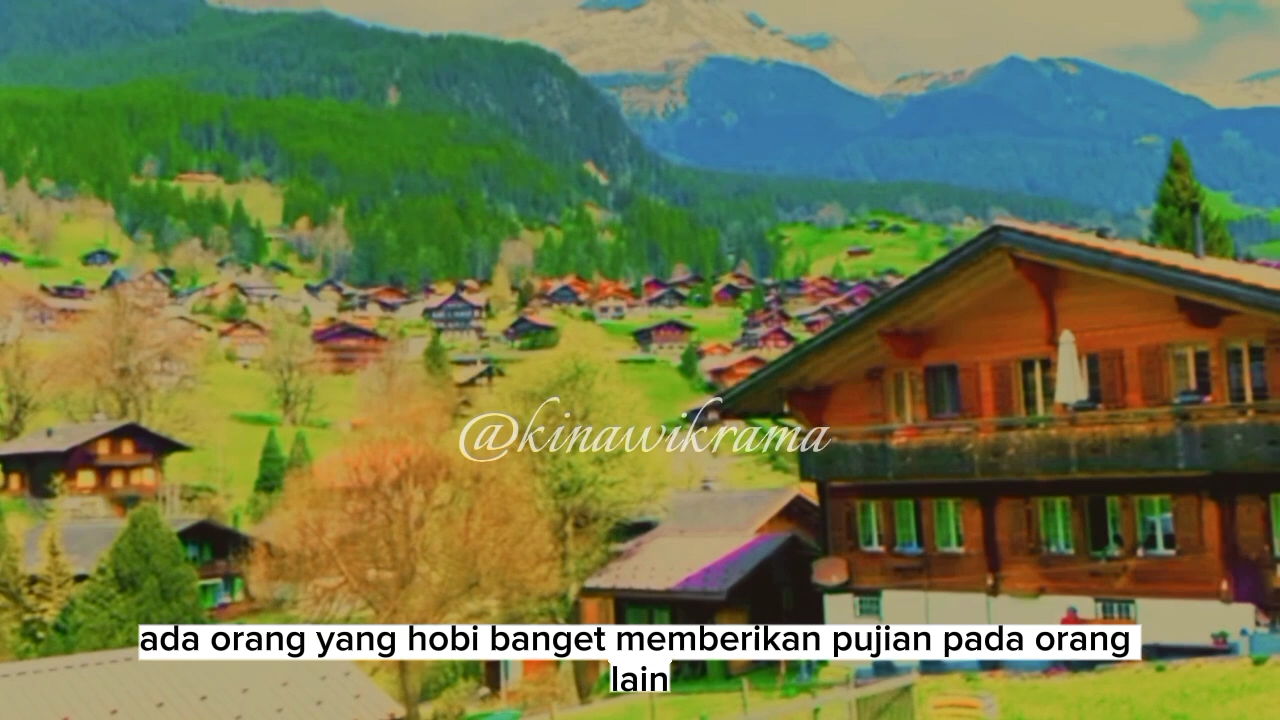 @kinawikrama
ada orang yang hobi banget memberikan pujian pada orang
lain